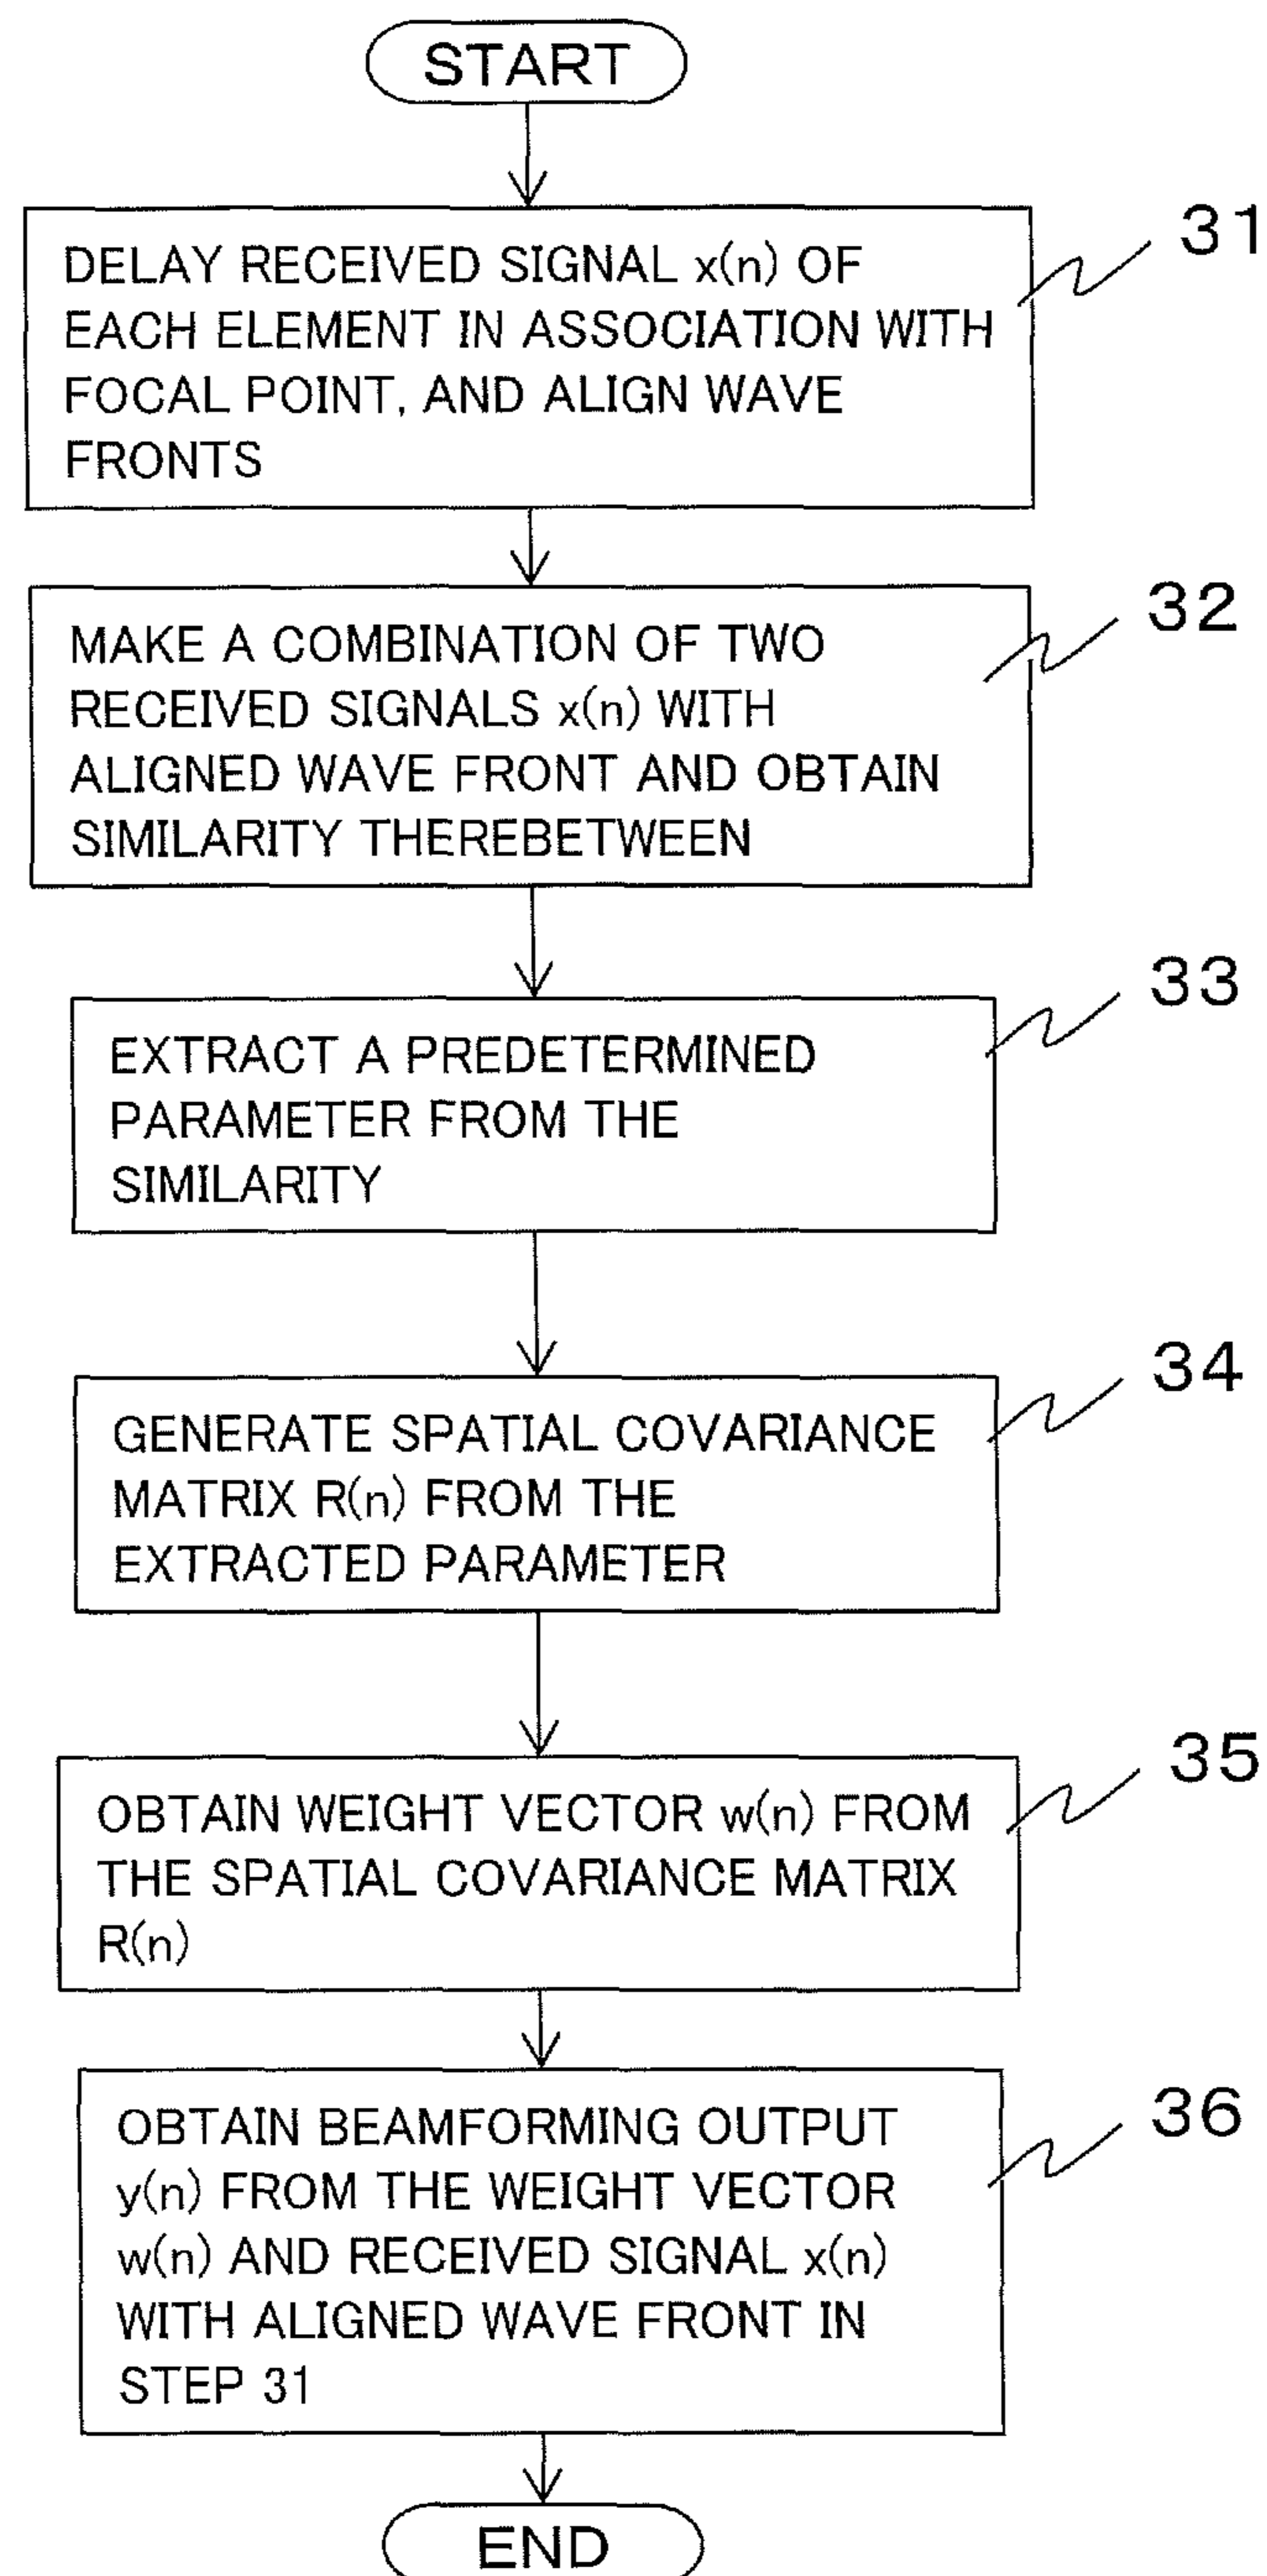 START
DELAY RECEIVED SIGNAL x(n) OF
EACH ELEMENT IN ASSOCIATION WITH
FOCAL POINT, AND ALIGN WAVE
FRONTS
31
MAKE A COMBINATION OF TWO
RECEIVED SIGNALS x(n) WITH
ALIGNED WAVE FRONT AND OBTAIN
SIMILARITY THEREBETWEEN
32
EXTRACT A PREDETERMINED
PARAMETER FROM THE
SIMILARITY
33
GENERATE SPATIAL COVARIANCE
MATRIX R(n) FROM THE
EXTRACTED PARAMETER
34
OBTAIN WEIGHT VECTOR w(n) FROM
THE SPATIAL COVARIANCE MATRIX
R(n)
35
OBTAIN BEAMFORMING OUTPUT
y(n) FROM THE WEIGHT VECTOR
w(n) AND RECEIVED SIGNAL x(n)
WITH ALIGNED WAVE FRONT IN
STEP 31
36
END